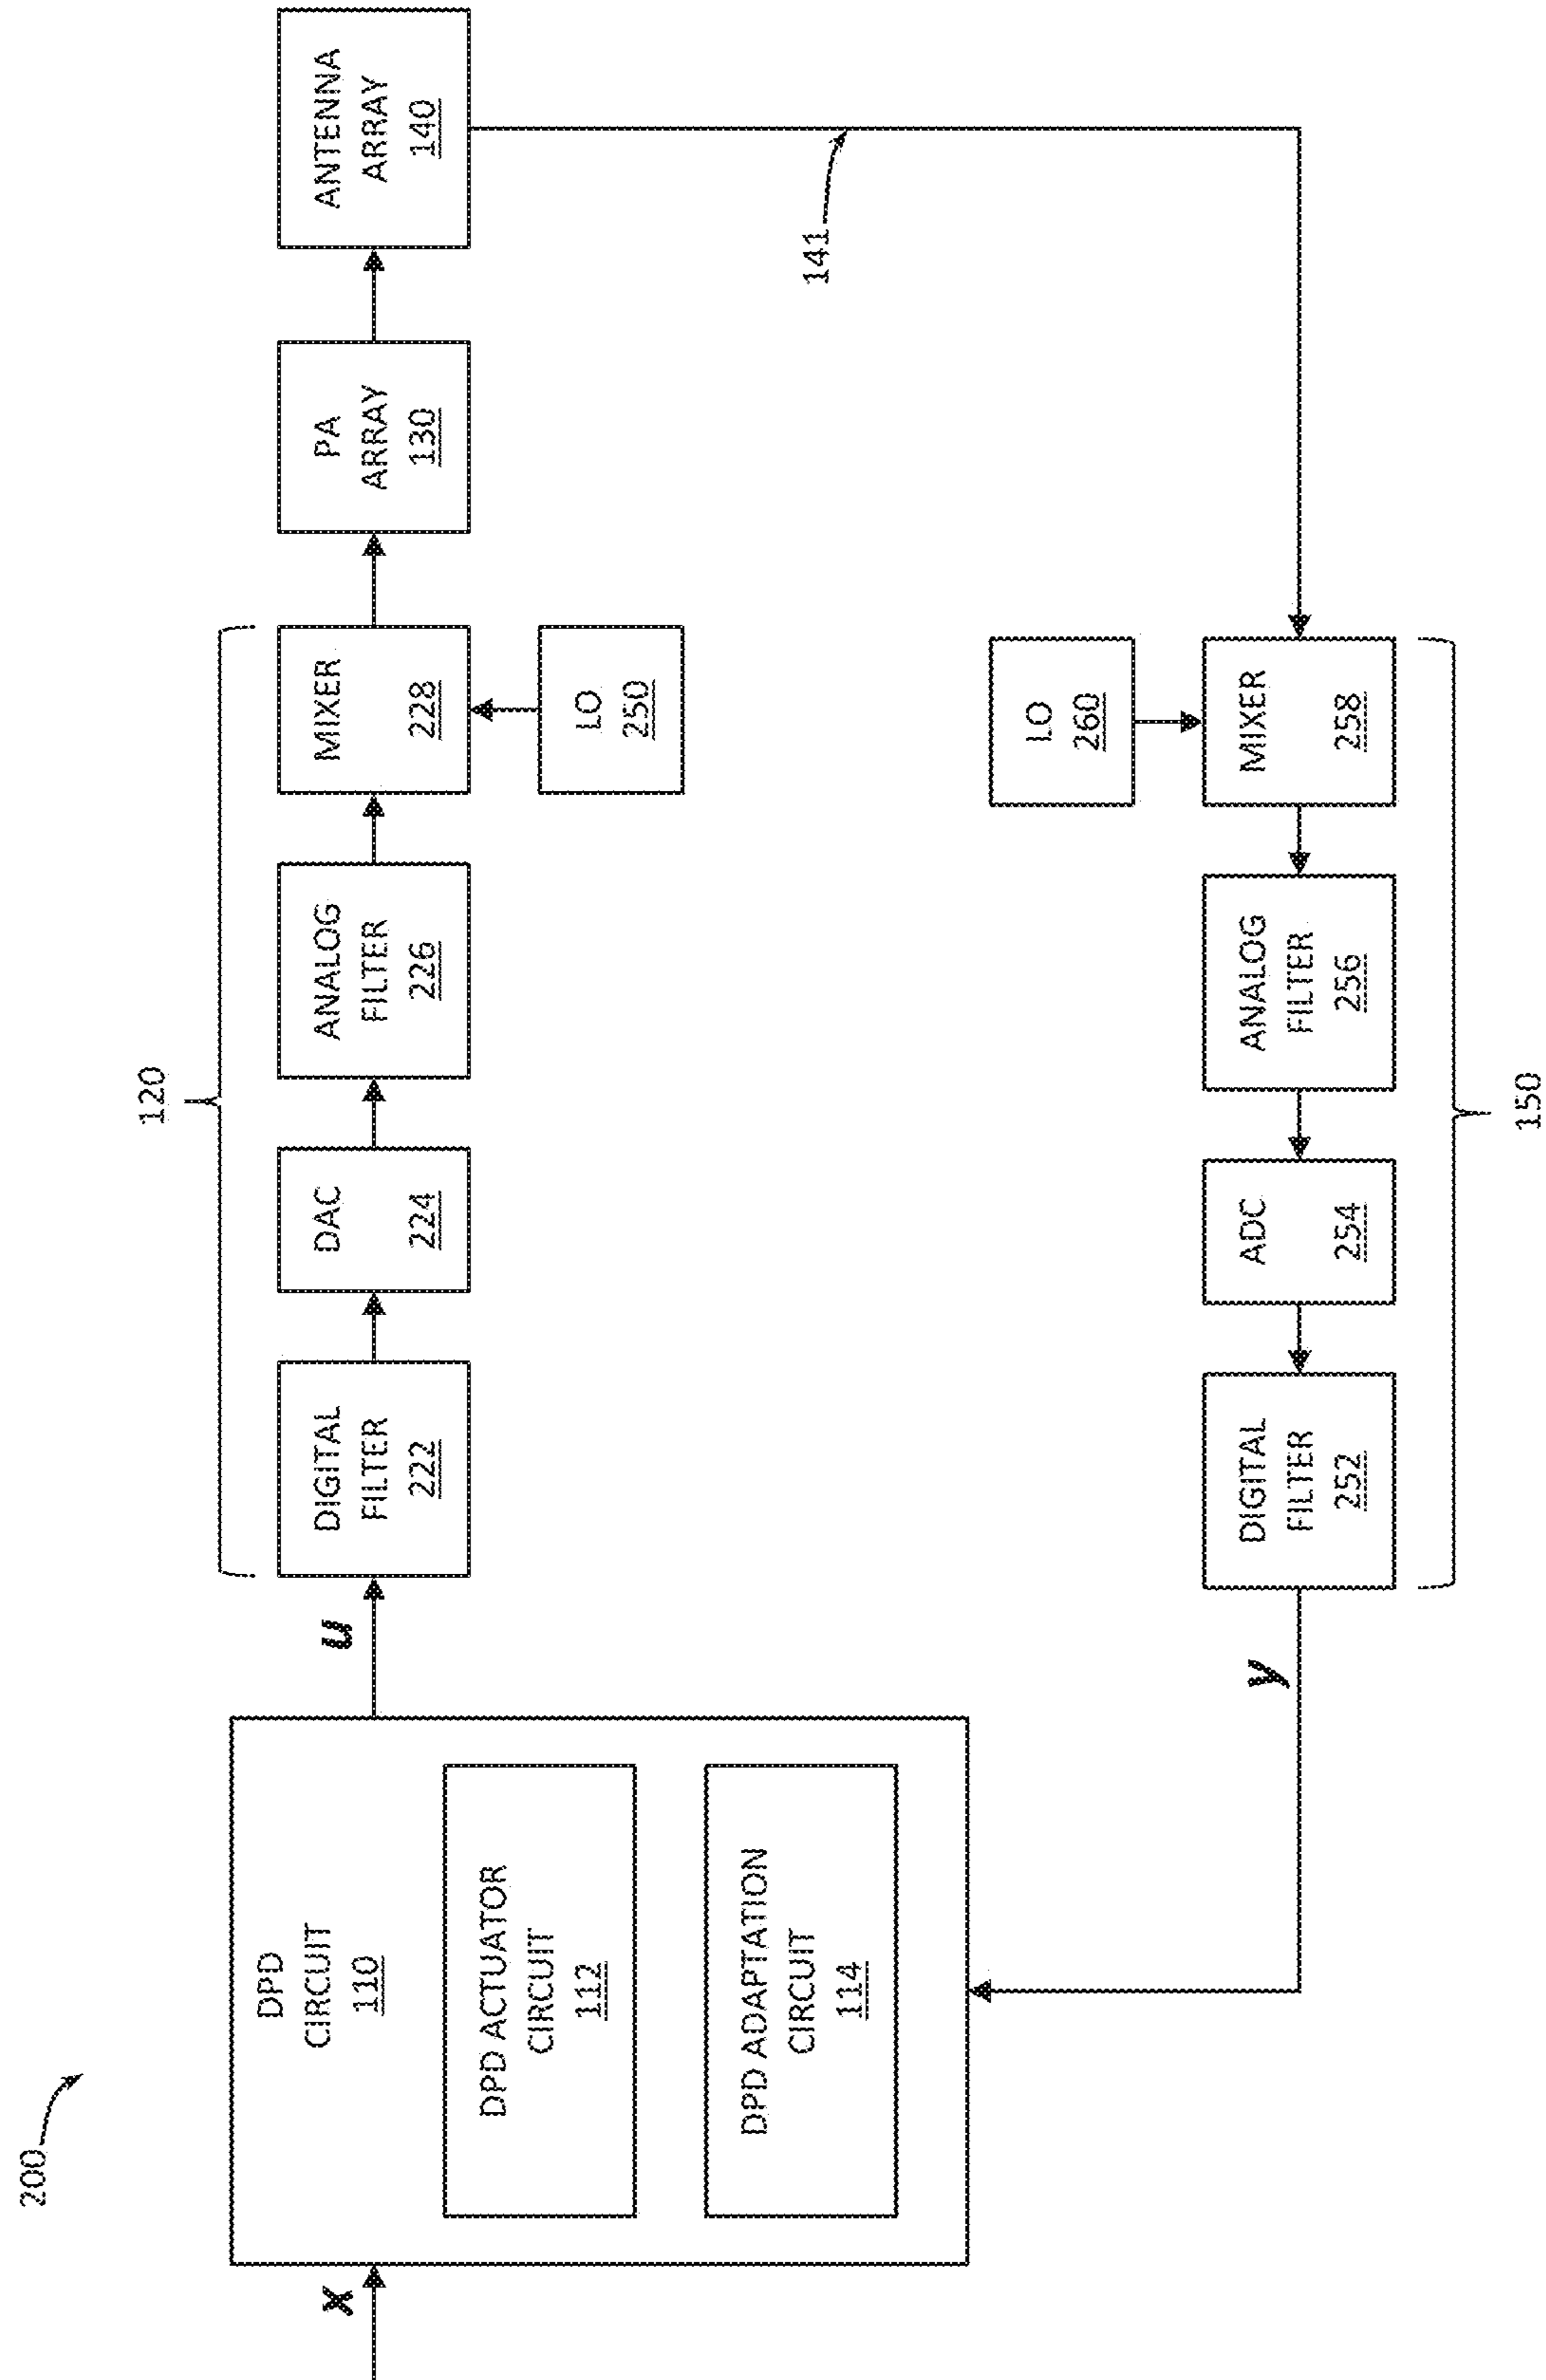 200
x
DPD
CIRCUIT
110
DPD ACTUATOR
CIRCUIT
112
DPD ADAPTATION
CIRCUIT
114
u
120
DIGITAL
FILTER
222
DAC
224
ANALOG
FILTER
226
MIXER
228
LO
250
PA
ARRAY
130
ANTENNA
ARRAY
140
141
LO
260
MIXER
258
ANALOG
FILTER
256
ADC
254
DIGITAL
FILTER
252
150
y